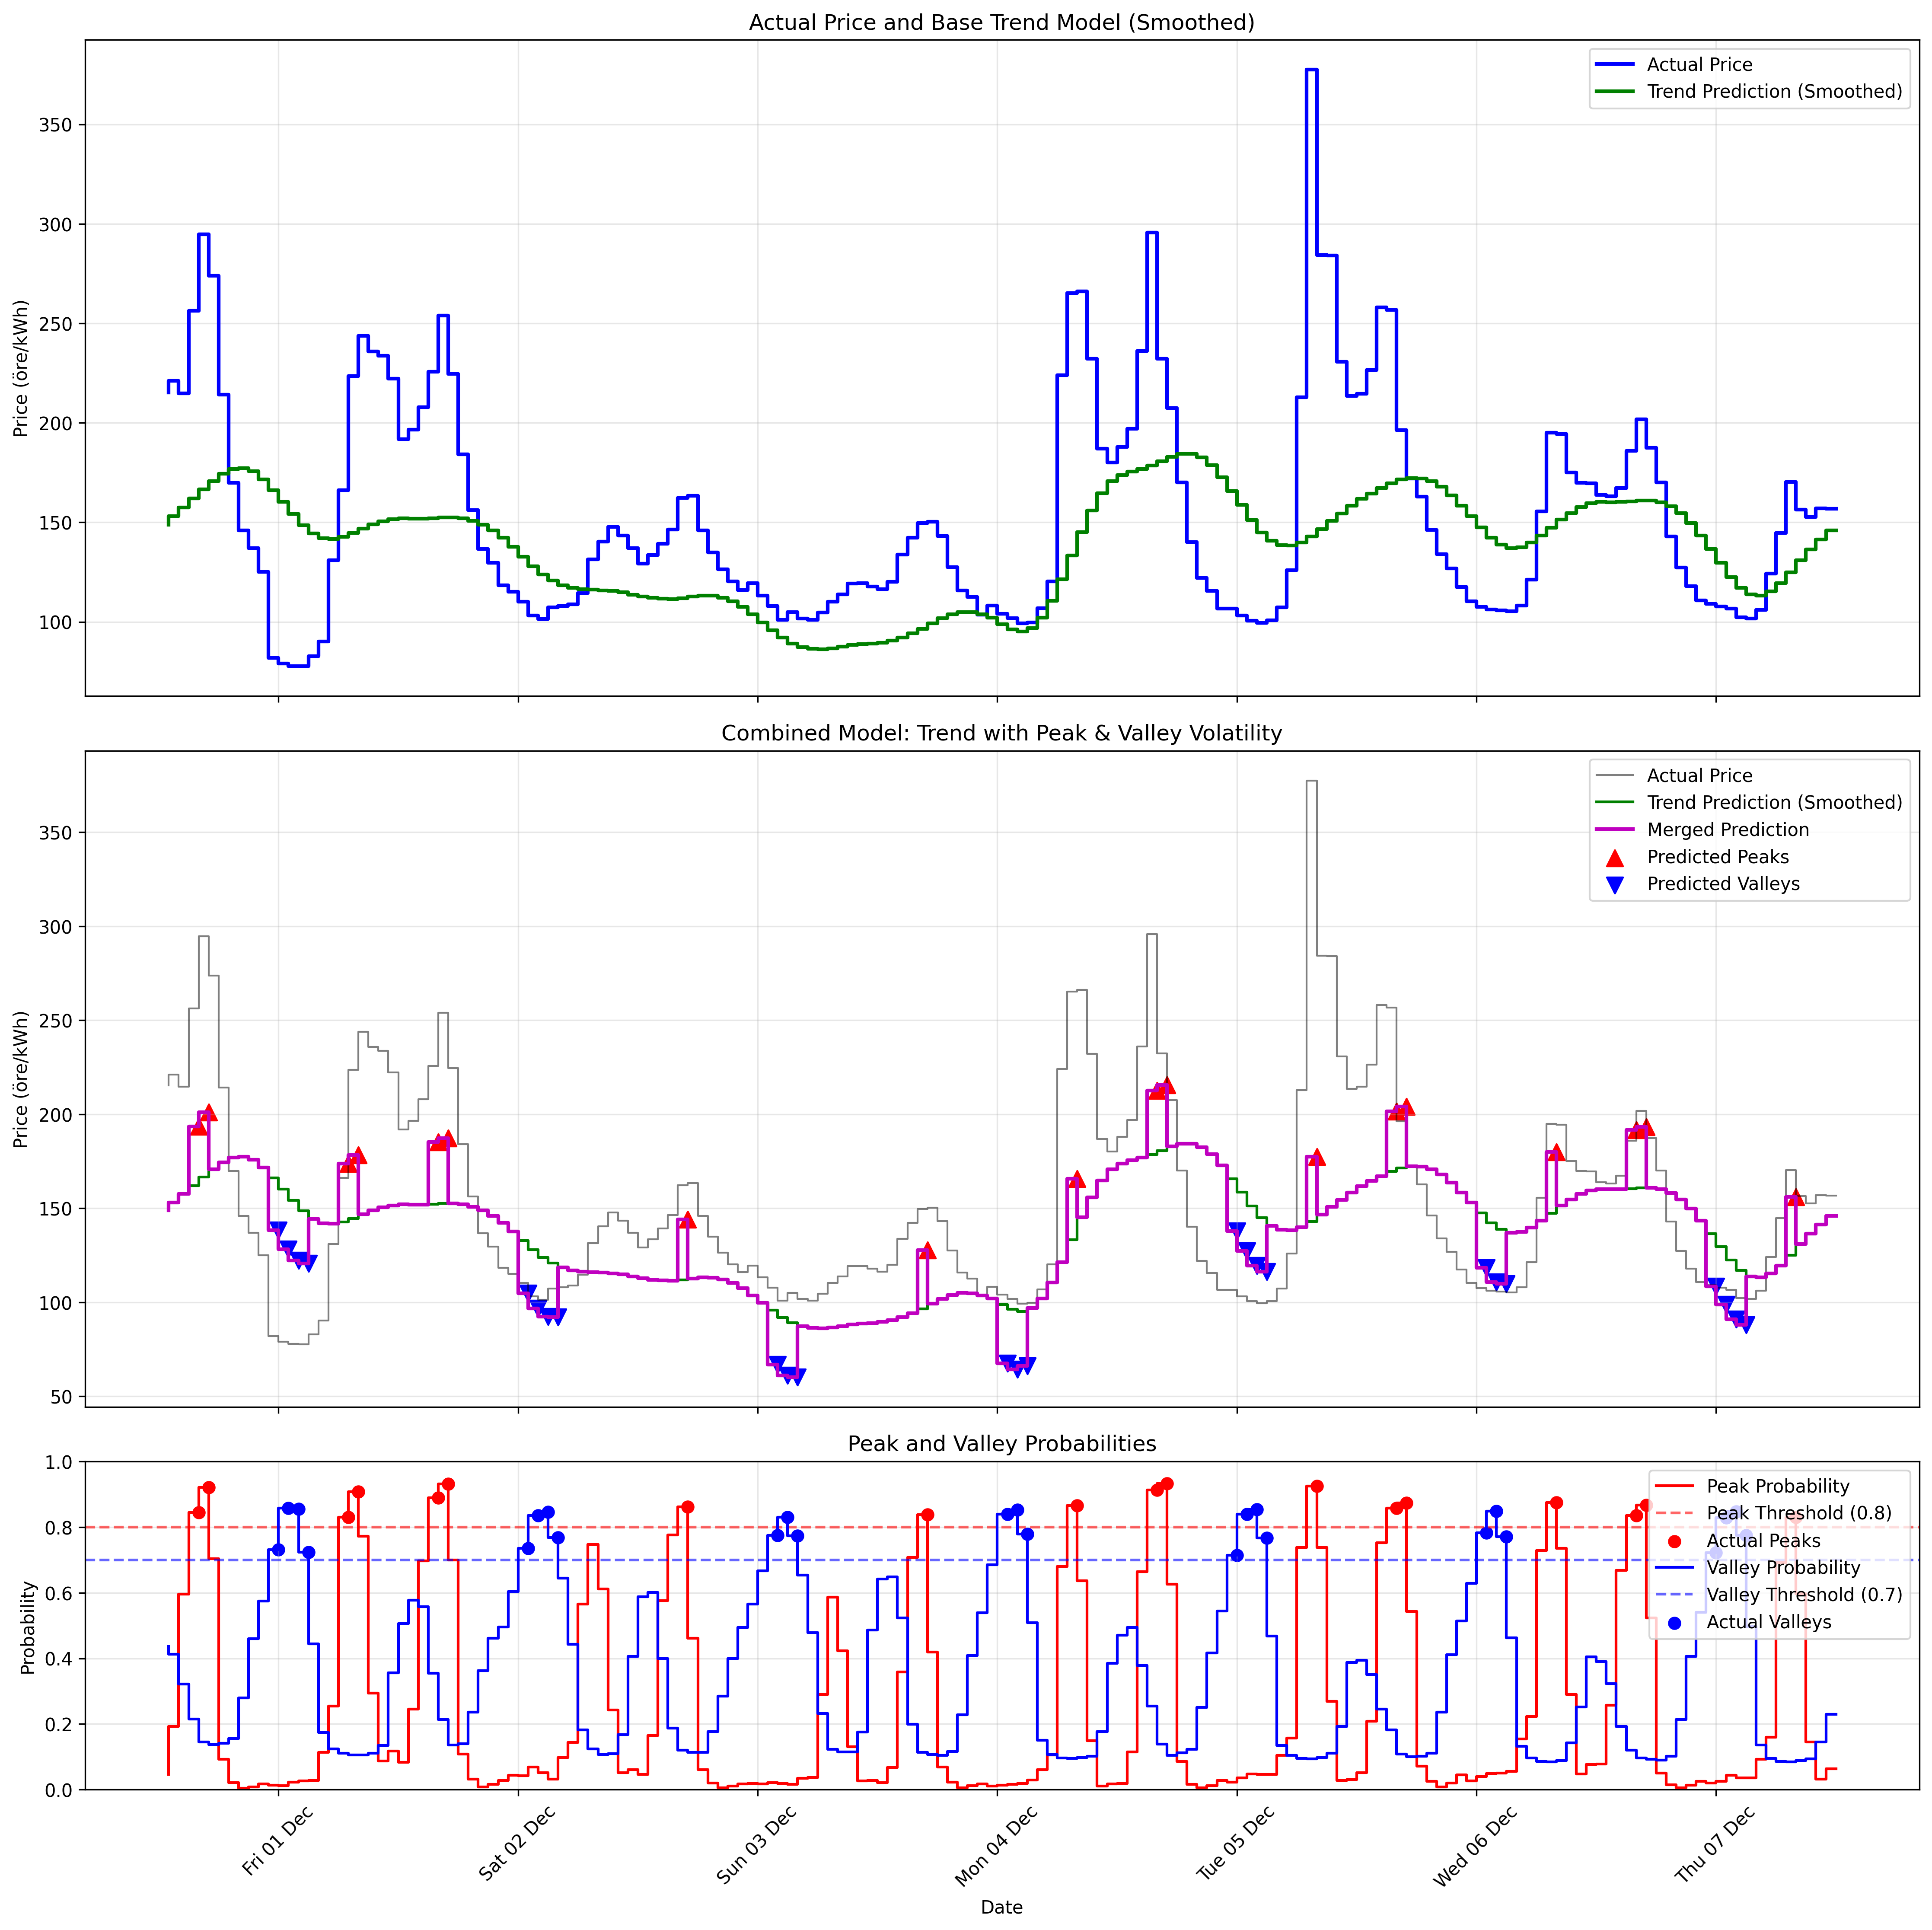 Actual Price and Base Trend Model (Smoothed)
Price (öre/kWh)
350
300
250
200
150
100
Actual Price
Trend Prediction (Smoothed)
Combined Model: Trend with Peak & Valley Volatility
Price (öre/kWh)
350
300
250
200
150
100
50
Actual Price
Trend Prediction (Smoothed)
Merged Prediction
Predicted Peaks
Predicted Valleys
Peak and Valley Probabilities
Probability
1.0
0.8
0.6
0.4
0.2
0.0
Peak Probability
Peak Threshold (0.8)
Actual Peaks
Valley Probability
Valley Threshold (0.7)
Actual Valleys
Fri 01 Dec
Sat 02 Dec
Sun 03 Dec
Mon 04 Dec
Tue 05 Dec
Wed 06 Dec
Thu 07 Dec
Date